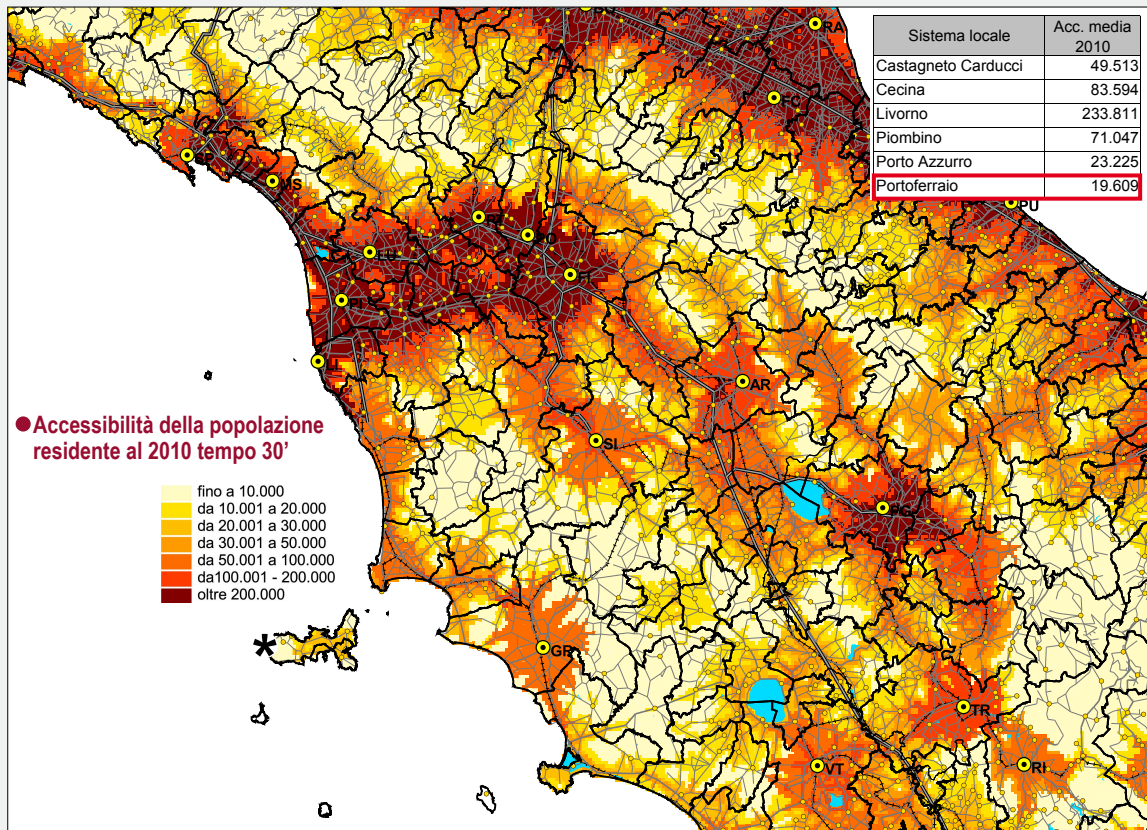 Sistema locale Acc. media 2010
Castagneto Carducci 49.513
Cecina 83.594
Livorno 233.811
Piombino 71.047
Porto Azzurro 23.225
Portoferraio 19.609
RA
FC
PU
SP
MS
LU
PT
PO
FI
PI
LI
AR
SI
PG
GR
TR
VT
RI
●Accessibilità della popolazione
residente al 2010 tempo 30’
fino a 10.000
da 10.001 a 20.000
da 20.001 a 30.000
da 30.001 a 50.000
da 50.001 a 100.000
da100.001 - 200.000
oltre 200.000
*